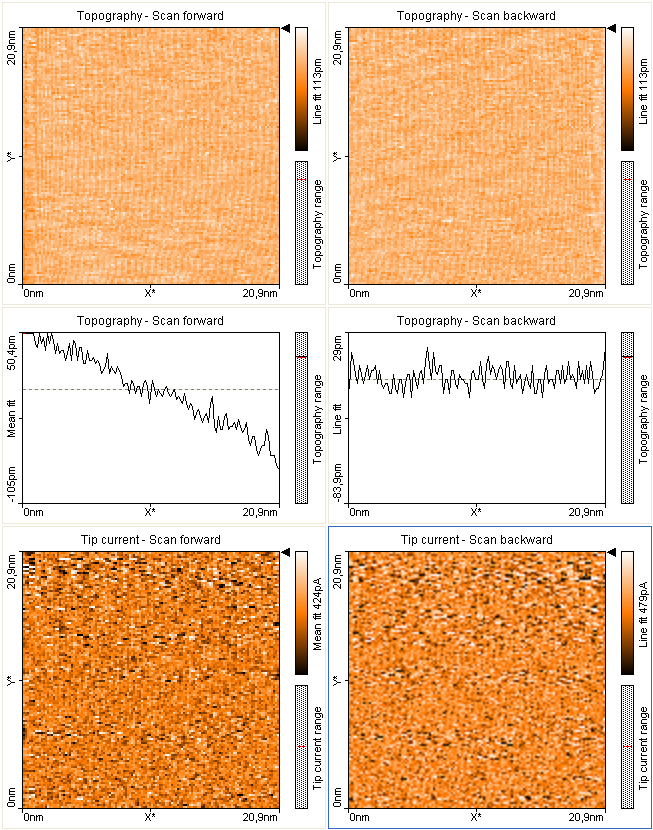 Topography - Scan forward
20,9nm
Y*
0nm
0nm
X*
20,9nm
Line fit 113pm
Topography range
Topography - Scan backward
20,9nm
Y*
0nm
0nm
X*
20,9nm
Line fit 113pm
Topography range
Topography - Scan forward
50,4pm
Mean fit
-105pm
0nm
X*
20,9nm
Topography range
Topography - Scan backward
29pm
Line fit
-83,9pm
0nm
X*
20,9nm
Topography range
Tip current - Scan forward
20,9nm
Y*
0nm
0nm
X*
20,9nm
Mean fit 424pA
Tip current range
Tip current - Scan backward
20,9nm
Y*
0nm
0nm
X*
20,9nm
Line fit 479pA
Tip current range